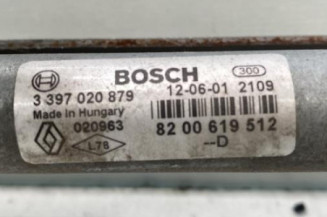 BOSCH 300
3 397 020 879 12-06-01 2109
Made in Hungary
020963 82 00 619 512
L78 --D